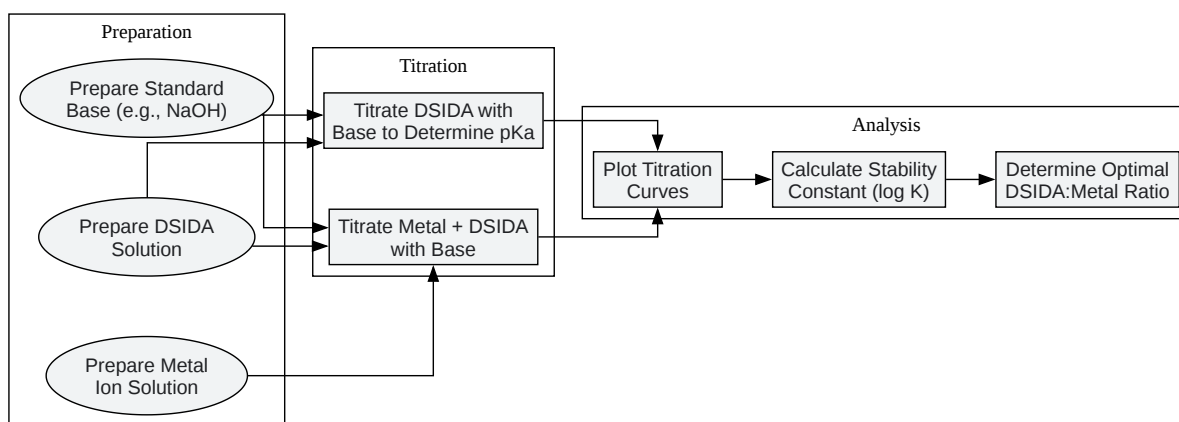 Preparation
Prepare Standard
Base (e.g., NaOH)
Prepare DSIDA
Solution
Prepare Metal
Ion Solution
Titration
Titrate DSIDA with
Base to Determine pKa
Titrate Metal + DSIDA
with Base
Analysis
Plot Titration
Curves
Calculate Stability
Constant (log K)
Determine Optimal
DSIDA:Metal Ratio